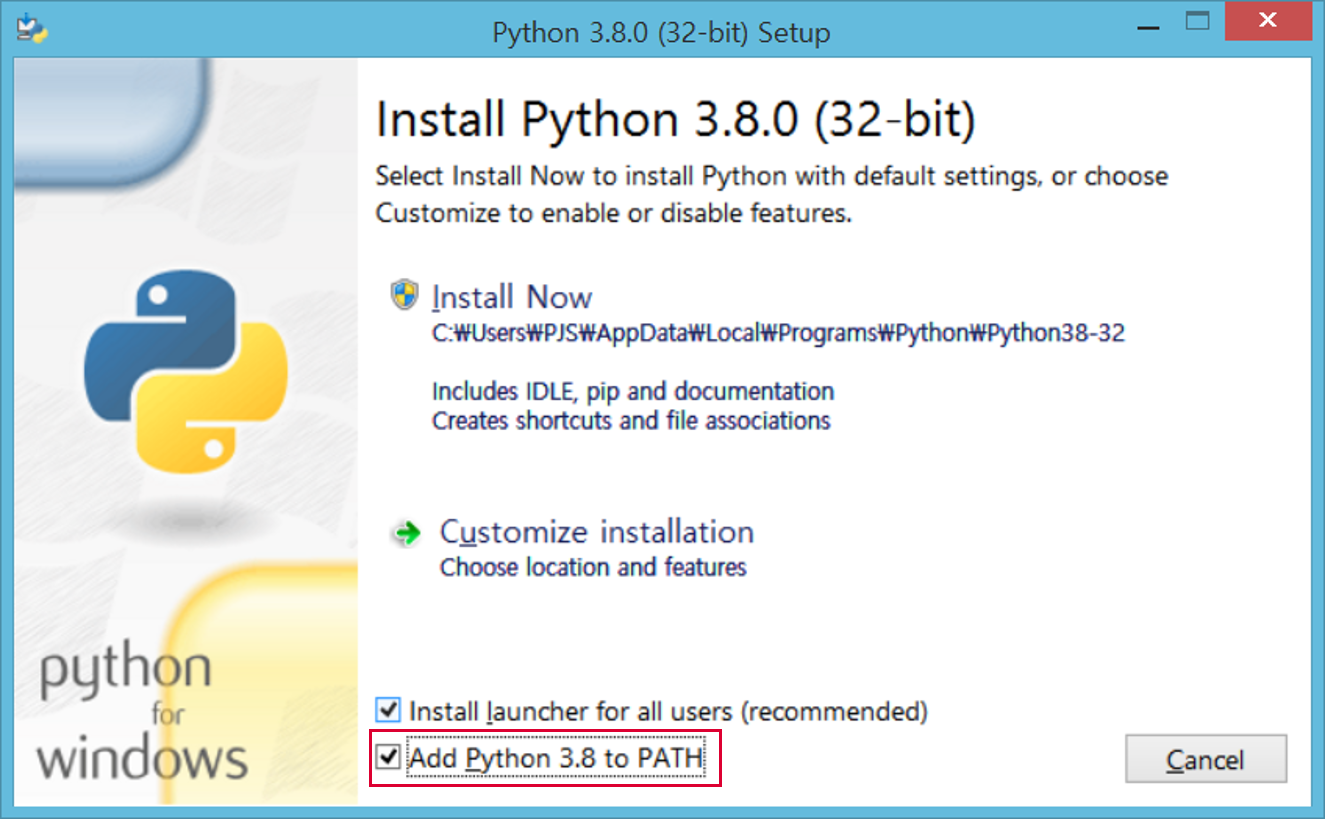 Python 3.8.0 (32-bit) Setup
Install Python 3.8.0 (32-bit)
Select Install Now to install Python with default settings, or choose
Customize to enable or disable features.
Install Now
C:₩Users₩PJS₩AppData₩Local₩Programs₩Python₩Python38-32
Includes IDLE, pip and documentation
Creates shortcuts and file associations
Customize installation
Choose location and features
python
for
windows
Install launcher for all users (recommended)
Add Python 3.8 to PATH
Cancel